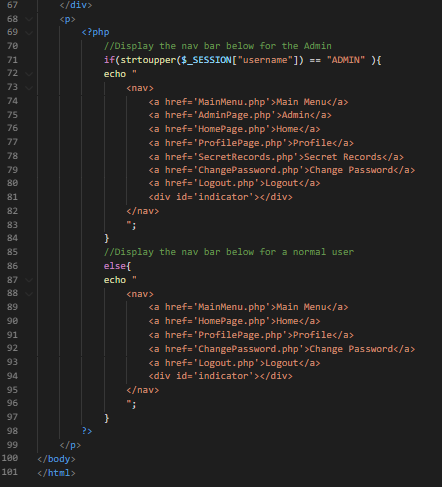 67 </div>
68 <p>
69 <?php
70 //Display the nav bar below for the Admin
71 if(strtoupper($_SESSION["username"]) == "ADMIN" ){
72 echo "
73 <nav>
74 <a href='MainMenu.php'>Main Menu</a>
75 <a href='AdminPage.php'>Admin</a>
76 <a href='HomePage.php'>Home</a>
77 <a href='ProfilePage.php'>Profile</a>
78 <a href='SecretRecords.php'>Secret Records</a>
79 <a href='ChangePassword.php'>Change Password</a>
80 <a href='Logout.php'>Logout</a>
81 <div id='indicator'></div>
82 </nav>
83 ";
84 }
85 //Display the nav bar below for a normal user
86 else{
87 echo "
88 <nav>
89 <a href='MainMenu.php'>Main Menu</a>
90 <a href='HomePage.php'>Home</a>
91 <a href='ProfilePage.php'>Profile</a>
92 <a href='ChangePassword.php'>Change Password</a>
93 <a href='Logout.php'>Logout</a>
94 <div id='indicator'></div>
95 </nav>
96 ";
97 }
98 ?>
99 </p>
100 </body>
101 </html>